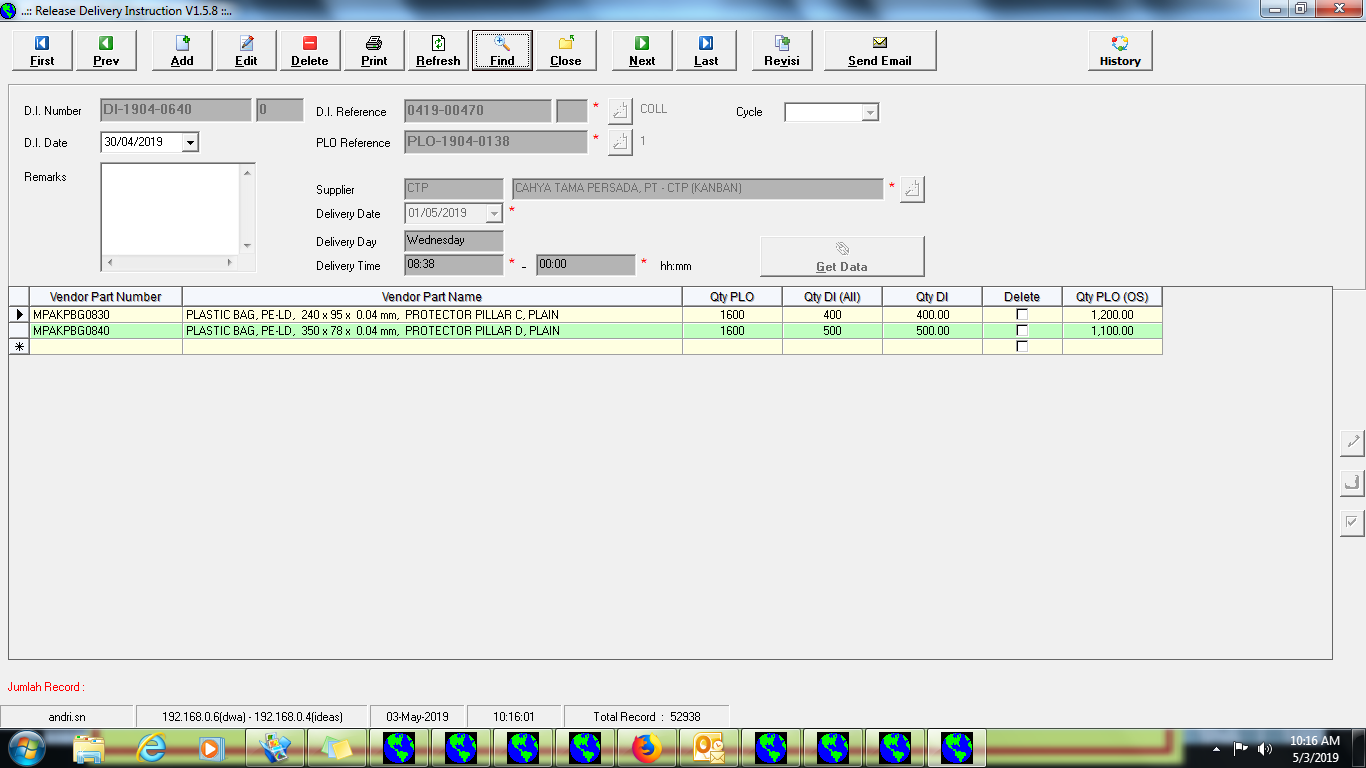 ..:: Release Delivery Instruction V1.5.8 ::..
First Prev Add Edit Delete Print Refresh Find Close Next Last Revisi Send Email History
D.I. Number DI-1904-0640 0 D.I. Reference 0419-00470 * COLL Cycle
D.I. Date 30/04/2019 PLO Reference PLO-1904-0138 * 1
Remarks
Supplier CTP CAHYA TAMA PERSADA, PT - CTP (KANBAN) *
Delivery Date 01/05/2019 *
Delivery Day Wednesday
Delivery Time 08:38 * - 00:00 * hh:mm
Get Data
Vendor Part Number Vendor Part Name Qty PLO Qty DI (All) Qty DI Delete Qty PLO (OS)
MPAKPBG0830 PLASTIC BAG, PE-LD, 240 x 95 x 0.04 mm, PROTECTOR PILLAR C, PLAIN 1600 400 400.00 1,200.00
MPAKPBG0840 PLASTIC BAG, PE-LD, 350 x 78 x 0.04 mm, PROTECTOR PILLAR D, PLAIN 1600 500 500.00 1,100.00
Jumlah Record :
andri.sn 192.168.0.6(dwa) - 192.168.0.4(ideas) 03-May-2019 10:16:01 Total Record : 52938
10:16 AM
5/3/2019